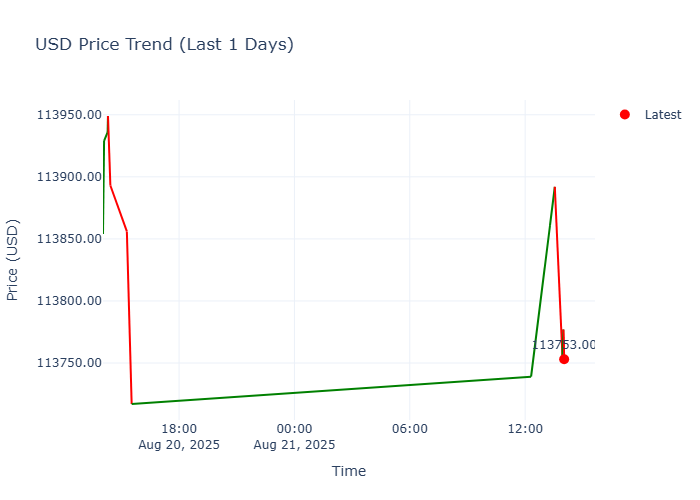 USD Price Trend (Last 1 Days)
Latest
113950.00
113900.00
113850.00
113800.00
113750.00
Price (USD)
113753.00
18:00
Aug 20, 2025
00:00
Aug 21, 2025
06:00
12:00
Time